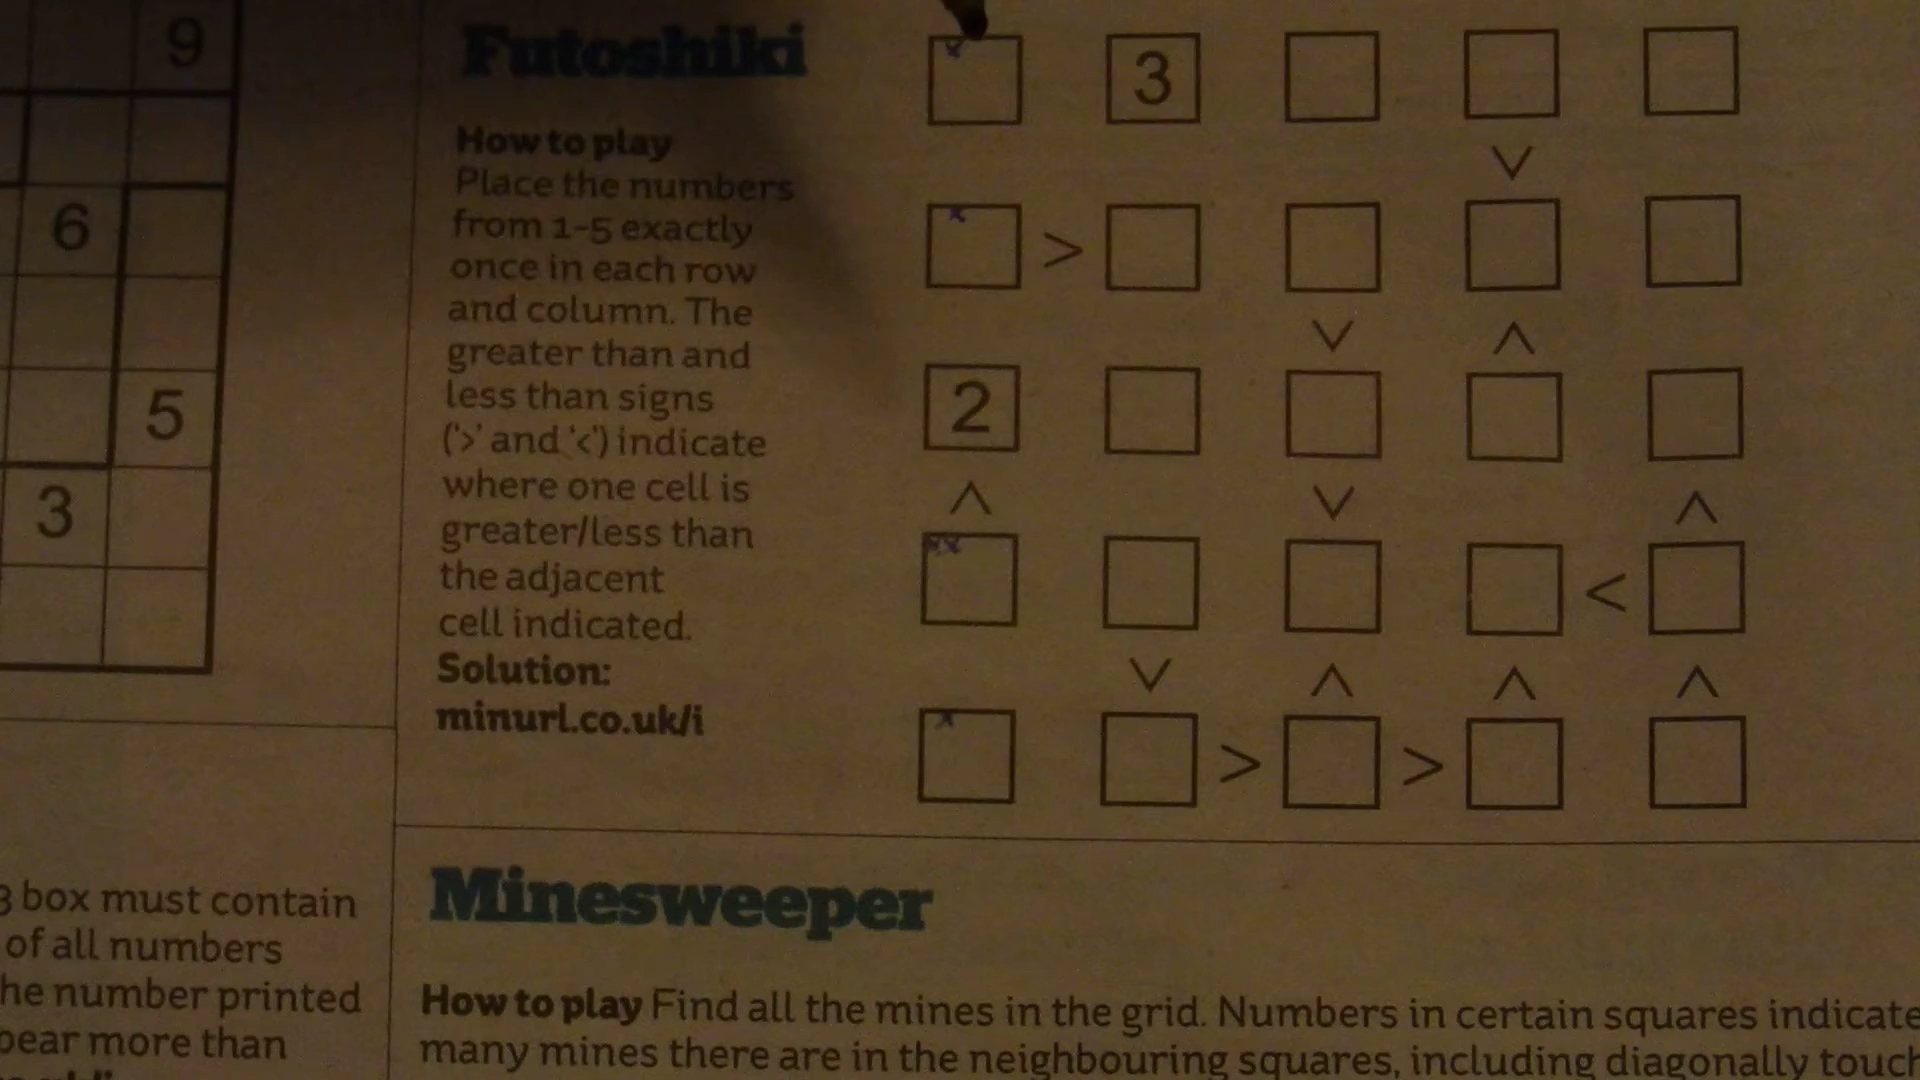 9
6
5
3
3 box must contain
of all numbers
he number printed
pear more than
Futoshiki
How to play
Place the numbers
from 1-5 exactly
once in each row
and column. The
greater than and
less than signs
('>' and '<') indicate
where one cell is
greater/less than
the adjacent
cell indicated.
Solution:
minurl.co.uk/i
3
∨
>
∨ ∧
2
∧ ∨ ∧
<
∨ ∧ ∧ ∧
> >
Minesweeper
How to play Find all the mines in the grid. Numbers in certain squares indicate
many mines there are in the neighbouring squares, including diagonally touch